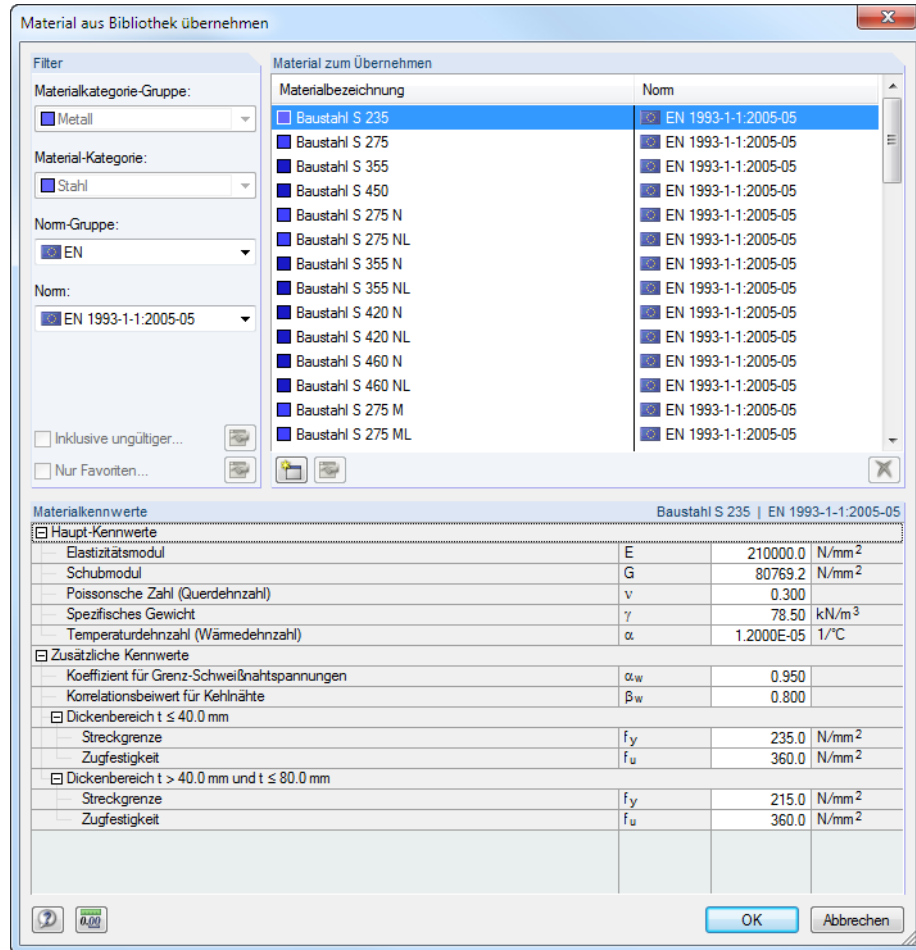 Material aus Bibliothek übernehmen
Filter
Materialkategorie-Gruppe:
Metall
Material-Kategorie:
Stahl
Norm-Gruppe:
EN
Norm:
EN 1993-1-1:2005-05
Inklusive ungültiger...
Nur Favoriten...
Material zum Übernehmen
Materialbezeichnung Norm
Baustahl S 235 EN 1993-1-1:2005-05
Baustahl S 275 EN 1993-1-1:2005-05
Baustahl S 355 EN 1993-1-1:2005-05
Baustahl S 450 EN 1993-1-1:2005-05
Baustahl S 275 N EN 1993-1-1:2005-05
Baustahl S 275 NL EN 1993-1-1:2005-05
Baustahl S 355 N EN 1993-1-1:2005-05
Baustahl S 355 NL EN 1993-1-1:2005-05
Baustahl S 420 N EN 1993-1-1:2005-05
Baustahl S 420 NL EN 1993-1-1:2005-05
Baustahl S 460 N EN 1993-1-1:2005-05
Baustahl S 460 NL EN 1993-1-1:2005-05
Baustahl S 275 M EN 1993-1-1:2005-05
Baustahl S 275 ML EN 1993-1-1:2005-05
Materialkennwerte Baustahl S 235 | EN 1993-1-1:2005-05
Haupt-Kennwerte
Elastizitätsmodul E 210000.0 N/mm²
Schubmodul G 80769.2 N/mm²
Poissonsche Zahl (Querdehnzahl) ν 0.300
Spezifisches Gewicht γ 78.50 kN/m³
Temperaturdehnzahl (Wärmedehnzahl) α 1.2000E-05 1/°C
Zusätzliche Kennwerte
Koeffizient für Grenz-Schweißnahtspannungen αw 0.950
Korrelationsbeiwert für Kehlnähte βw 0.800
Dickenbereich t ≤ 40.0 mm
Streckgrenze fy 235.0 N/mm²
Zugfestigkeit fu 360.0 N/mm²
Dickenbereich t > 40.0 mm und t ≤ 80.0 mm
Streckgrenze fy 215.0 N/mm²
Zugfestigkeit fu 360.0 N/mm²
0.00
OK
Abbrechen